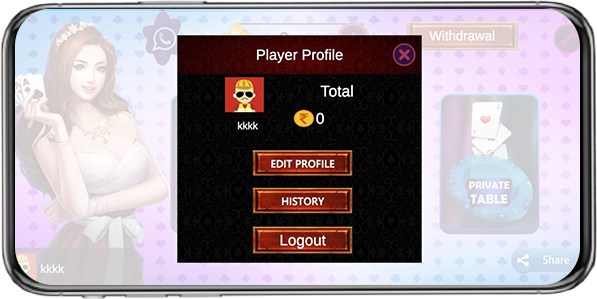 Withdrawal
Player Profile
Total
kkkk
0
EDIT PROFILE
HISTORY
Logout
PRIVATE
TABLE
kkkk
Share